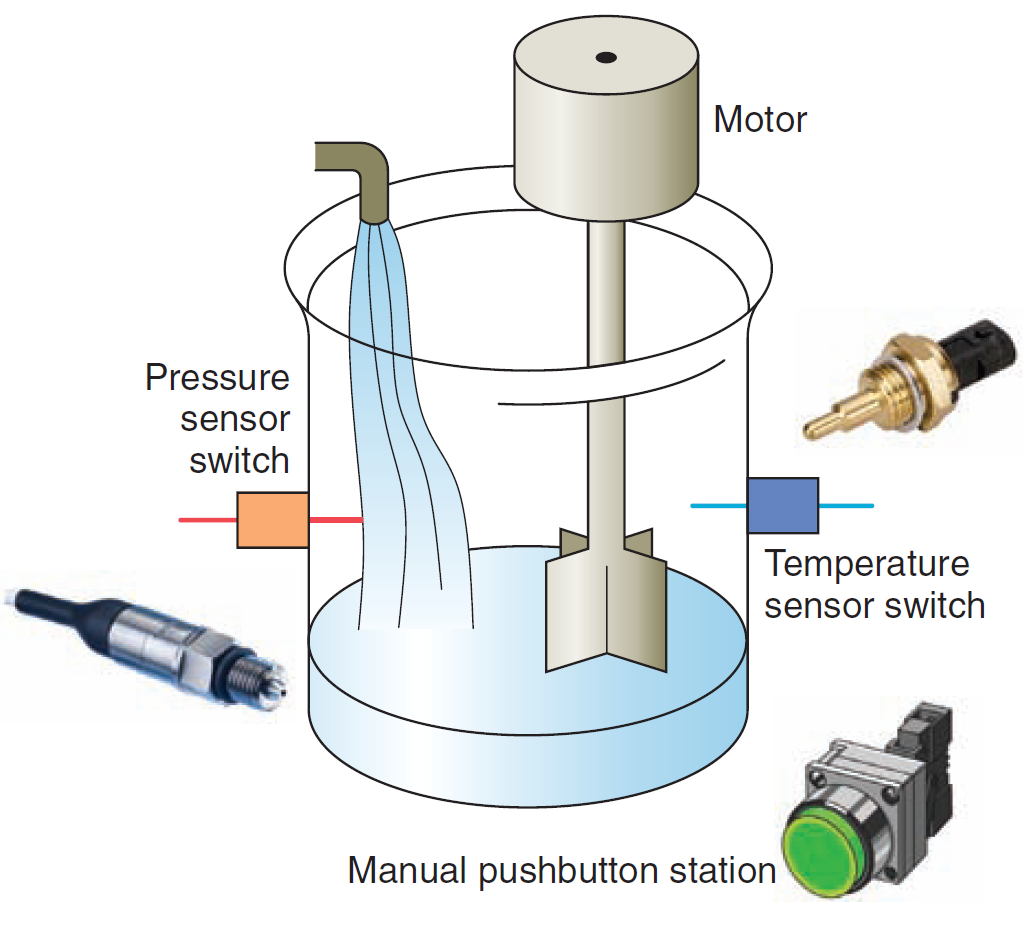 Motor
Pressure
sensor
switch
Temperature
sensor switch
Manual pushbutton station